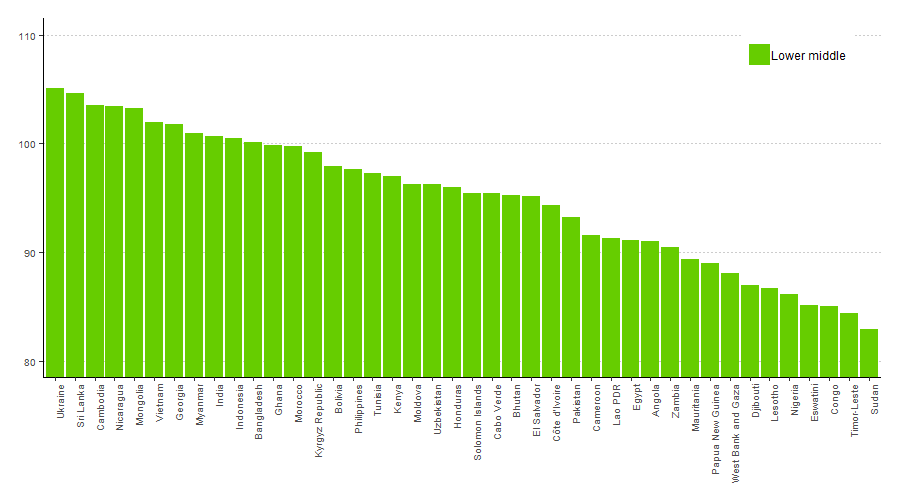 110
100
90
80
Lower middle
Ukraine
Sri Lanka
Cambodia
Nicaragua
Mongolia
Vietnam
Georgia
Myanmar
India
Indonesia
Bangladesh
Ghana
Morocco
Kyrgyz Republic
Bolivia
Philippines
Tunisia
Kenya
Moldova
Uzbekistan
Honduras
Solomon Islands
Cabo Verde
Bhutan
El Salvador
Côte d'Ivoire
Pakistan
Cameroon
Lao PDR
Egypt
Angola
Zambia
Mauritania
Papua New Guinea
West Bank and Gaza
Djibouti
Lesotho
Nigeria
Eswatini
Congo
Timor-Leste
Sudan